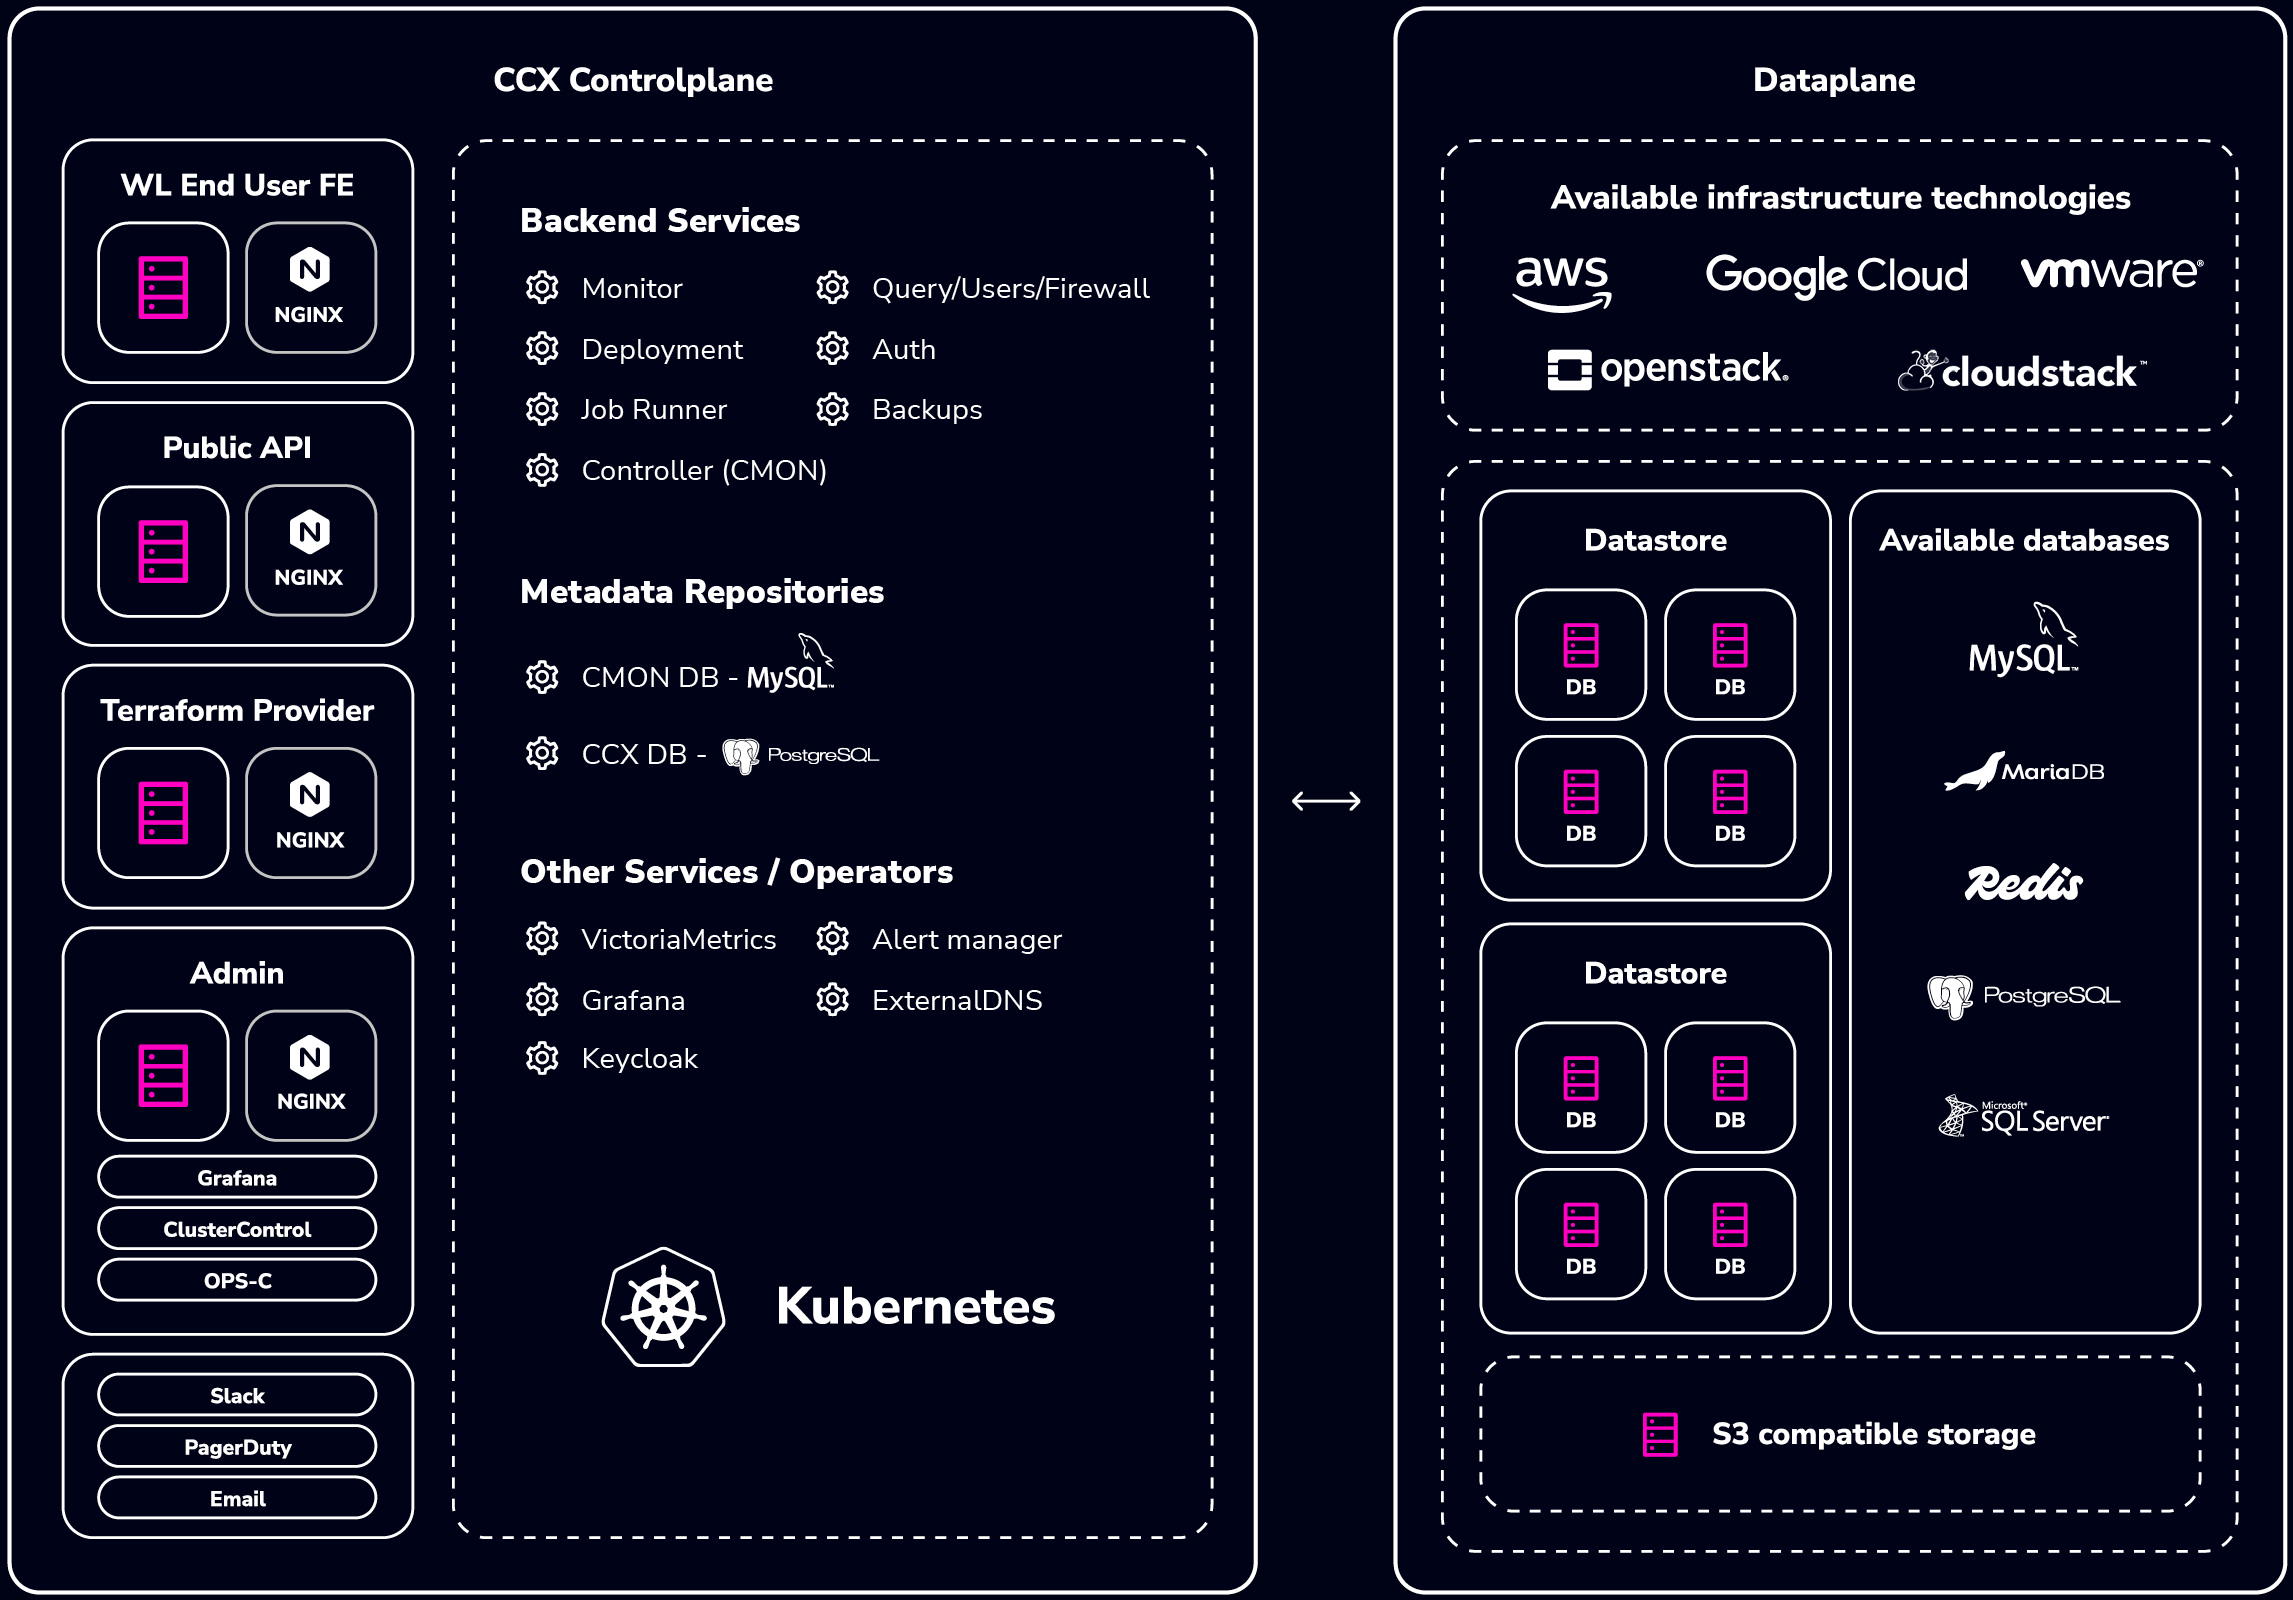 CCX Controlplane
WL End User FE
NGINX
Public API
NGINX
Terraform Provider
NGINX
Admin
NGINX
Grafana
ClusterControl
OPS-C
Slack
PagerDuty
Email
Backend Services
Monitor
Query/Users/Firewall
Deployment
Auth
Job Runner
Backups
Controller (CMON)
Metadata Repositories
CMON DB - MySQL™
CCX DB - PostgreSQL
Other Services / Operators
VictoriaMetrics
Alert manager
Grafana
ExternalDNS
Keycloak
Kubernetes
Dataplane
Available infrastructure technologies
aws
Google Cloud
vmware®
openstack®
cloudstack™
Datastore
DB
DB
DB
DB
Datastore
DB
DB
DB
DB
Available databases
MySQL™
MariaDB
Redis
PostgreSQL
Microsoft®
SQL Server
S3 compatible storage